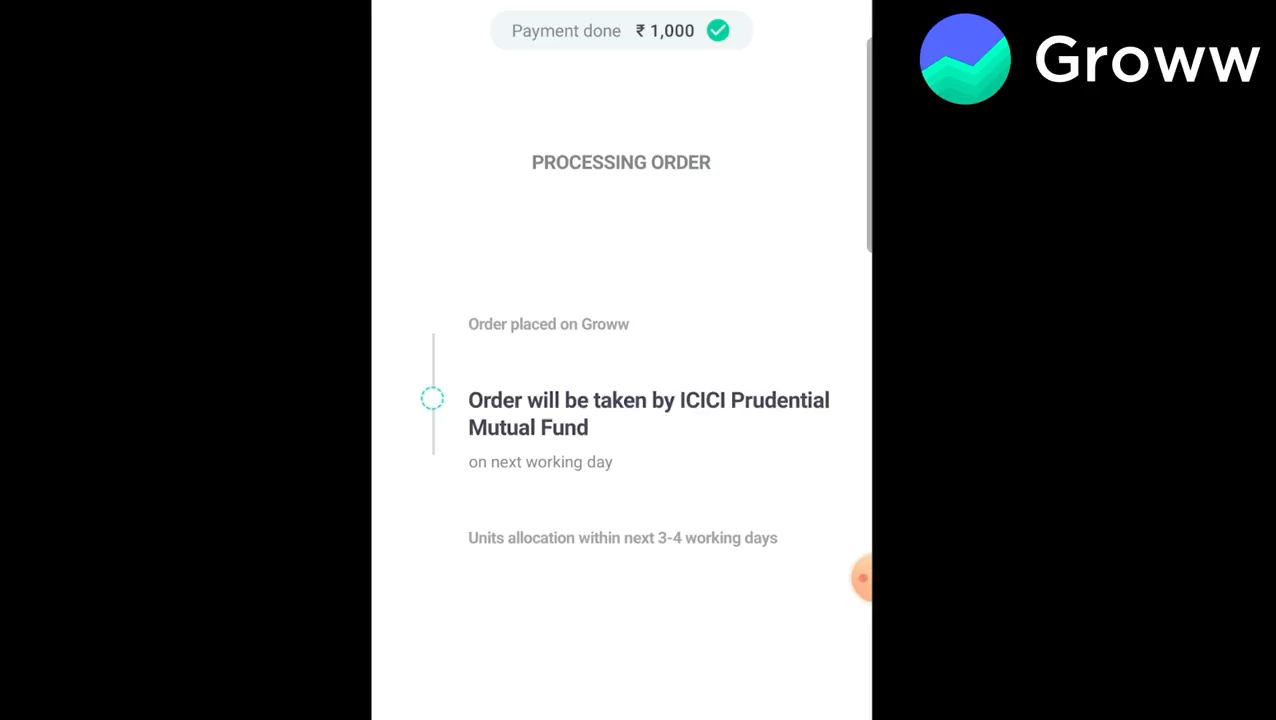 Payment done ₹ 1,000
Groww
PROCESSING ORDER
Order placed on Groww
Order will be taken by ICICI Prudential
Mutual Fund
on next working day
Units allocation within next 3-4 working days